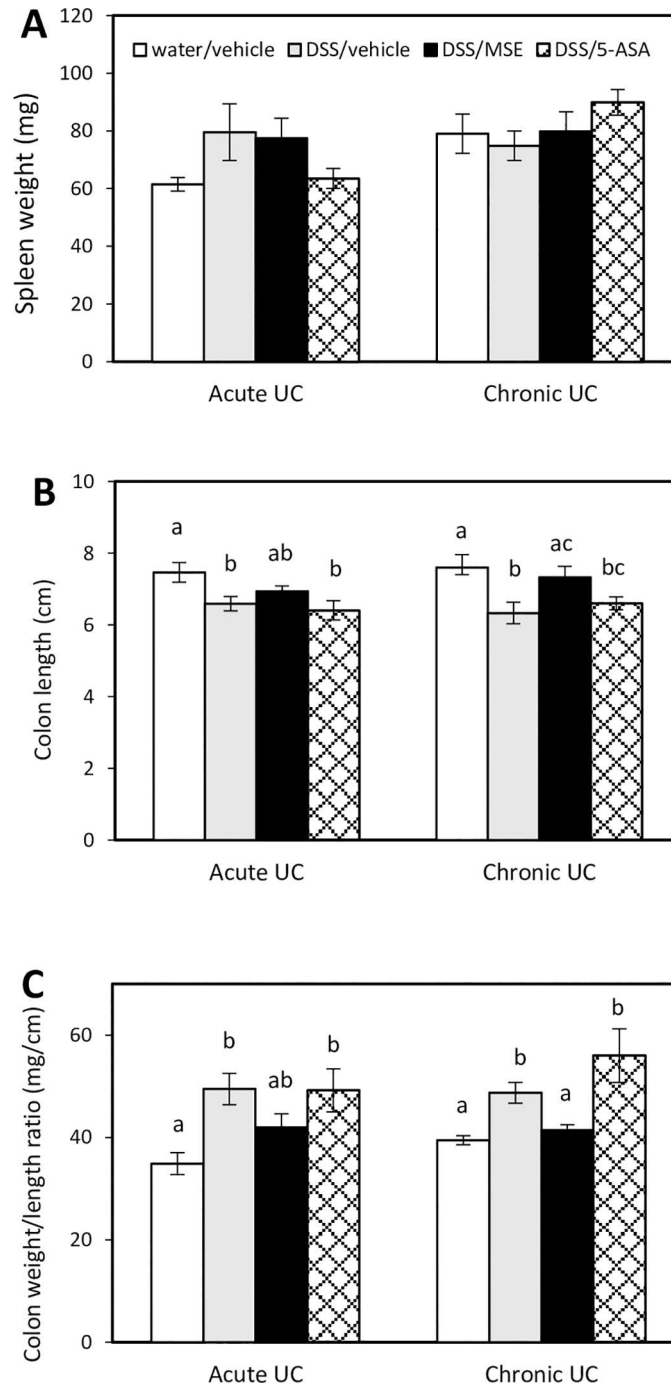 A
water/vehicle DSS/vehicle DSS/MSE DSS/5-ASA
Spleen weight (mg)
120
100
80
60
40
20
0
Acute UC Chronic UC
B
Colon length (cm)
10
8
6
4
2
0
a b ab b a b ac bc
Acute UC Chronic UC
C
Colon weight/length ratio (mg/cm)
60
40
20
0
a b ab b a b a b
Acute UC Chronic UC